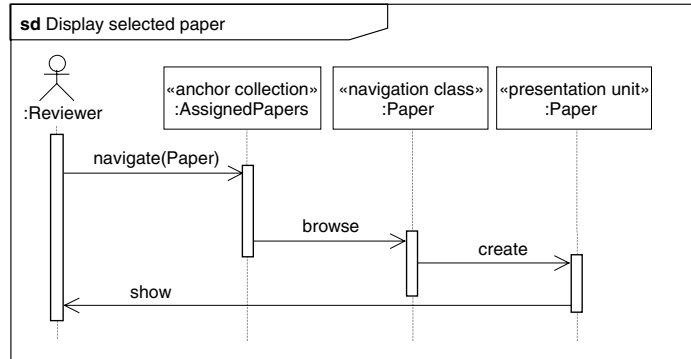 sd Display selected paper
:Reviewer
«anchor collection»
:AssignedPapers
«navigation class»
:Paper
«presentation unit»
:Paper
navigate(Paper)
browse
create
show